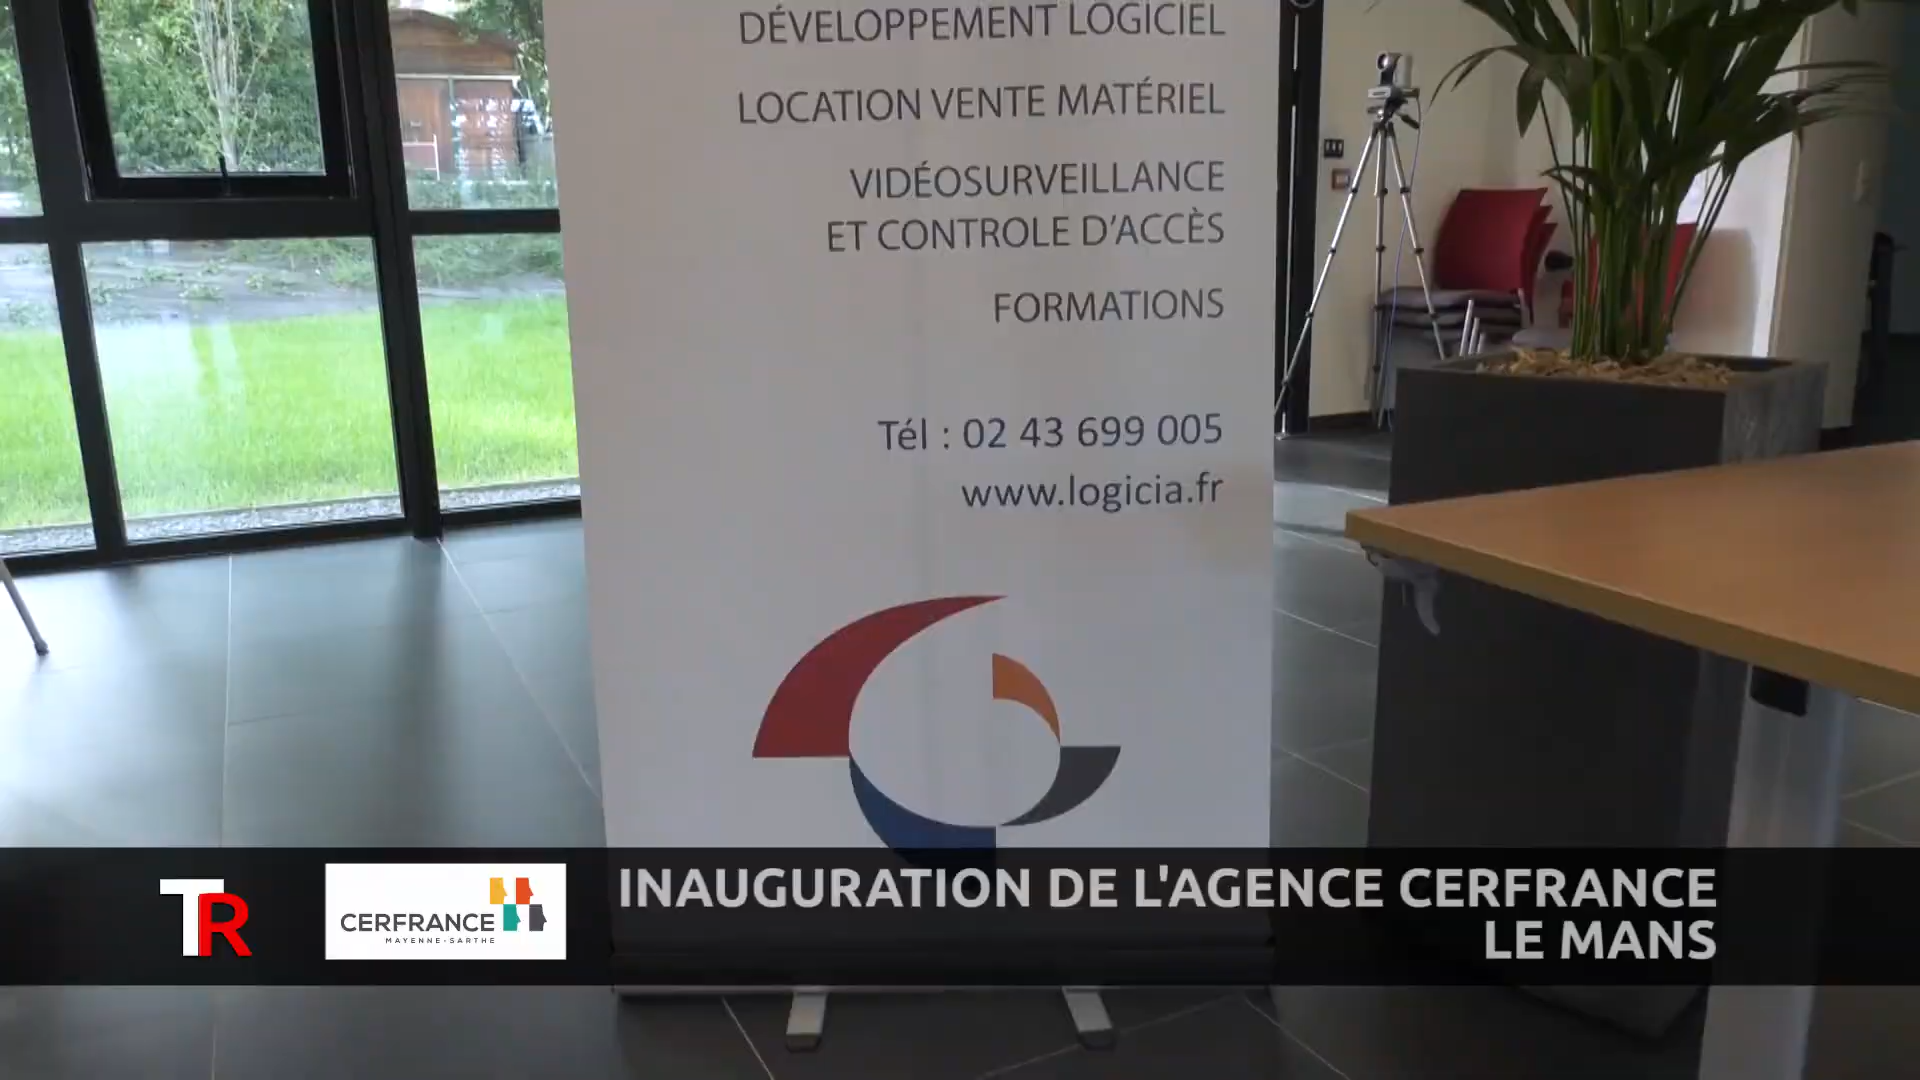 DÉVELOPPEMENT LOGICIEL
LOCATION VENTE MATÉRIEL
VIDÉOSURVEILLANCE
ET CONTROLE D'ACCÈS
FORMATIONS
Tél : 02 43 699 005
www.logicia.fr
TR
CERFRANCE
MAYENNE-SARTHE
INAUGURATION DE L'AGENCE CERFRANCE
LE MANS